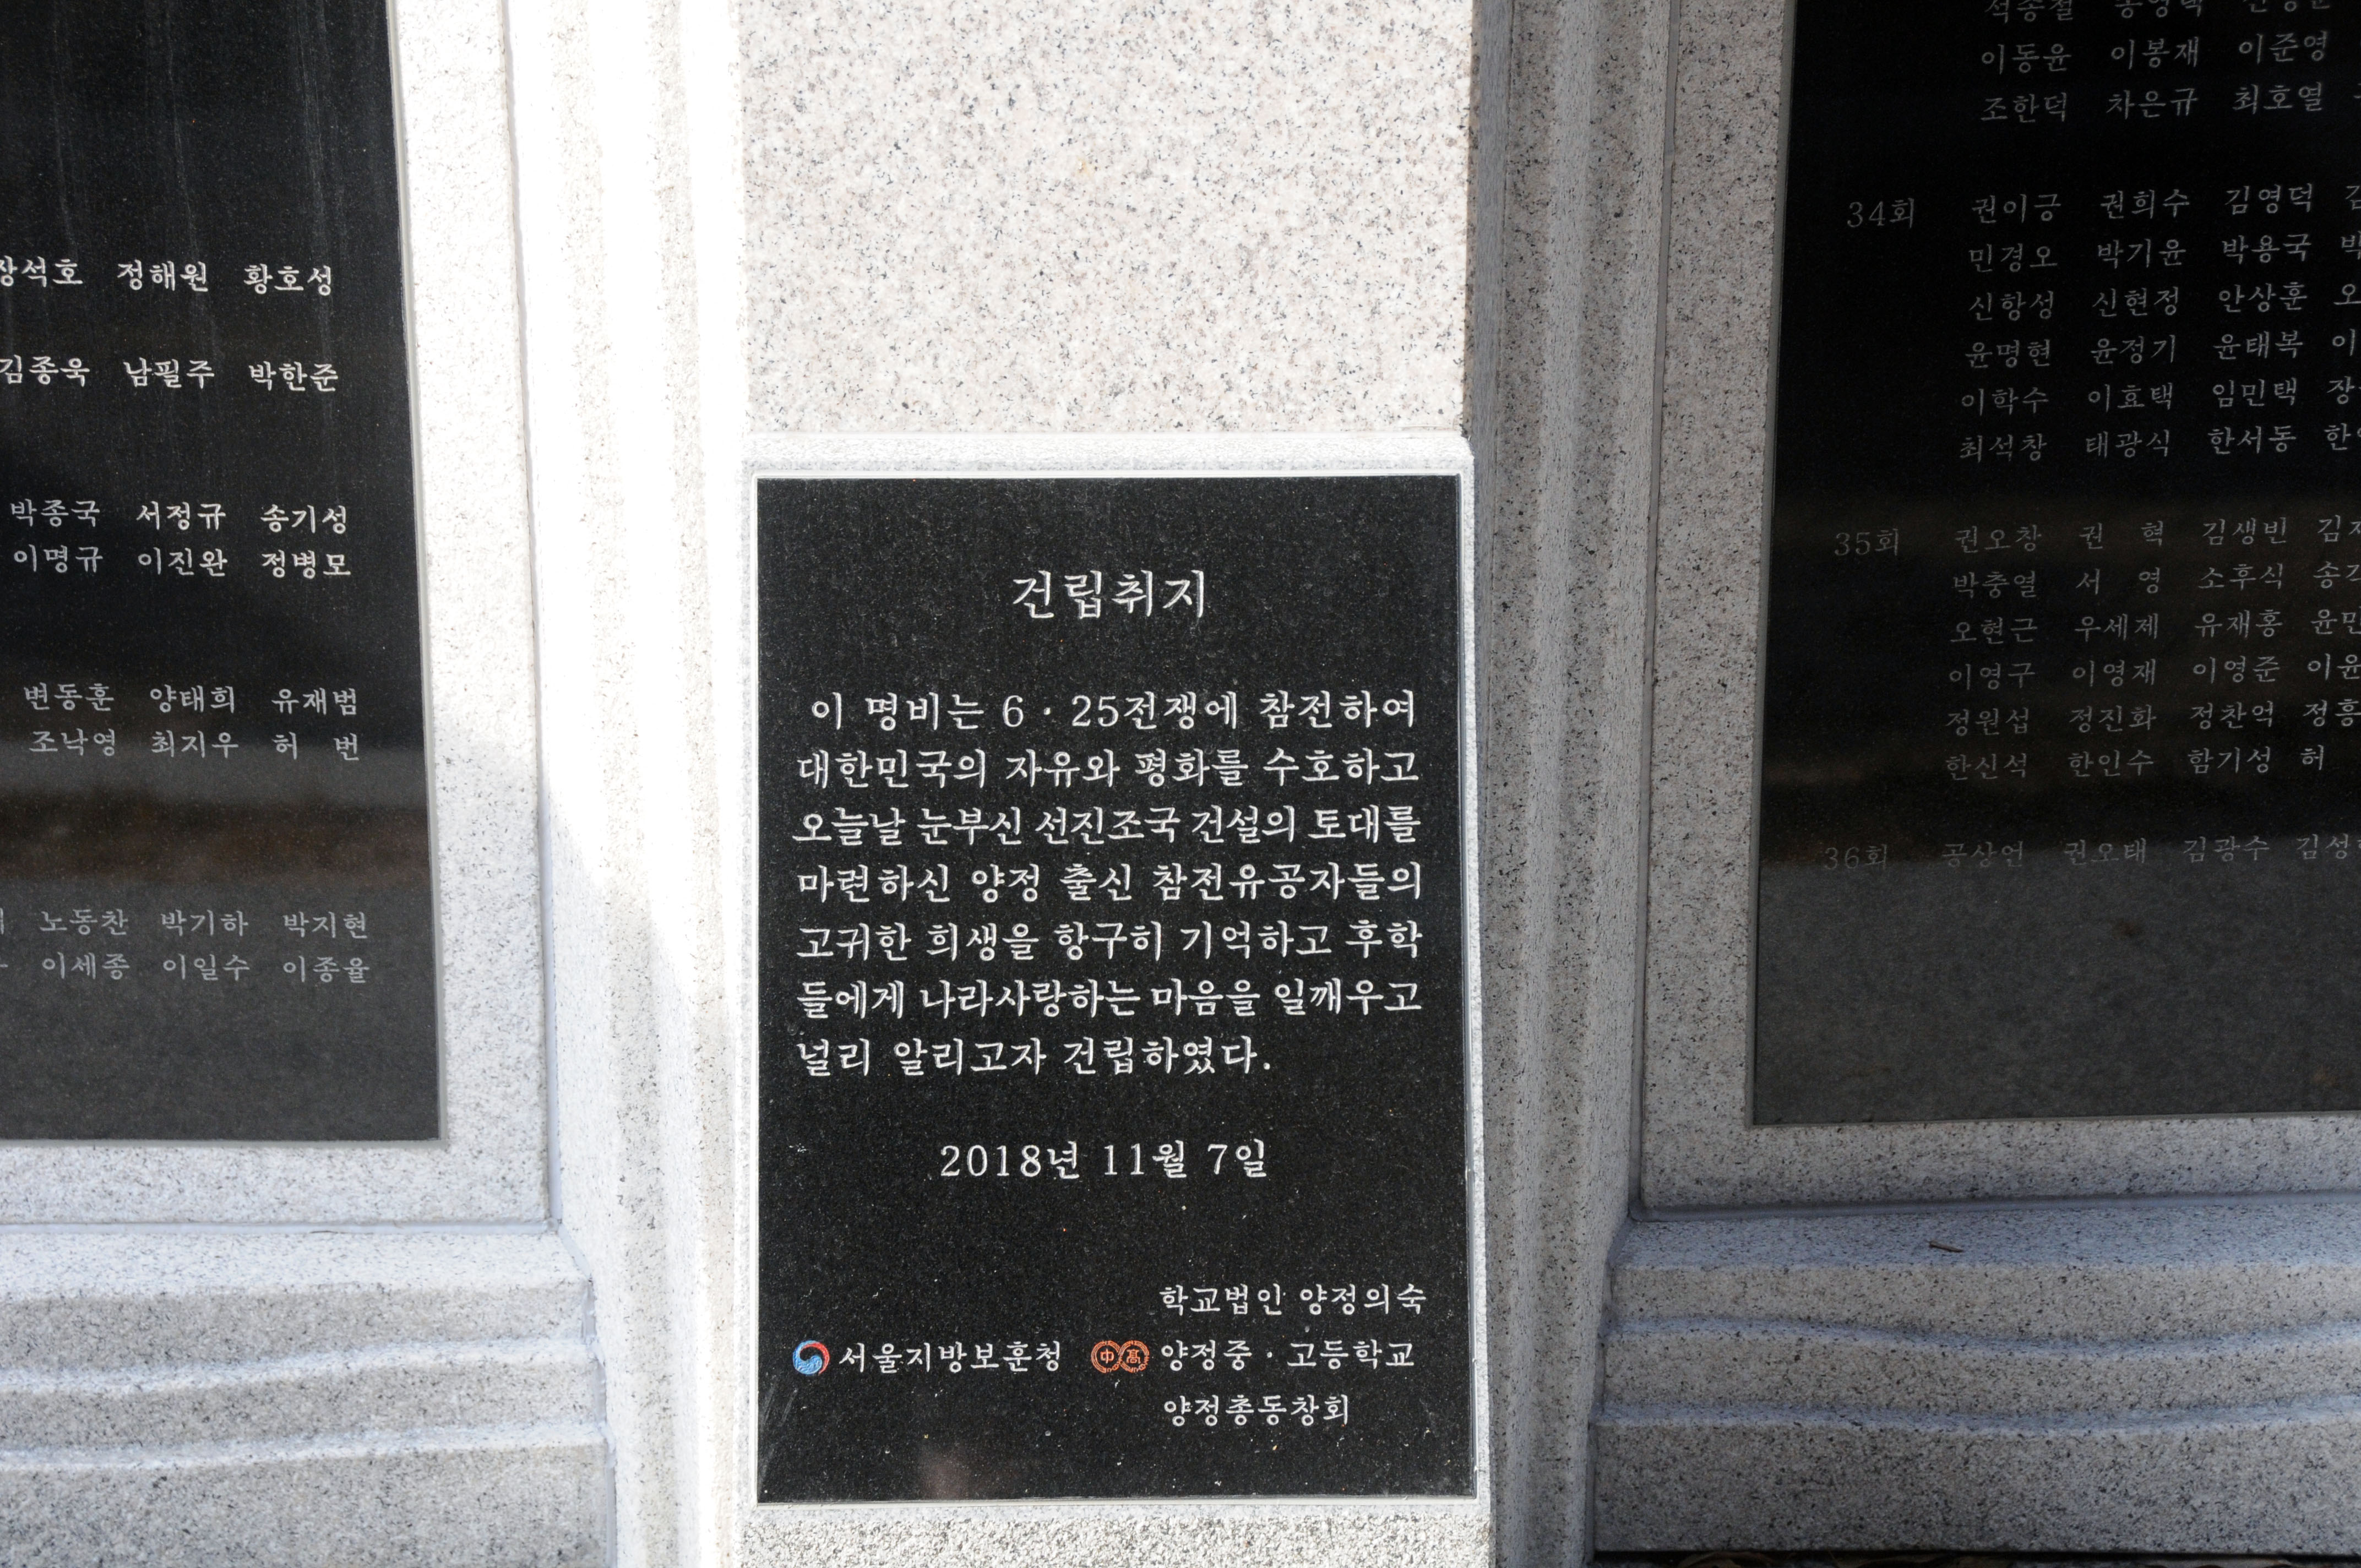 장석호 정해원 황호성
김종욱 남필주 박한준
박종국 서정규 송기성
이명규 이진완 정병모
변동훈 양태희 유재범
조낙영 최지우 허 번
노동찬 박기하 박지현
이세종 이일수 이종율
건립취지
이 명비는 6·25전쟁에 참전하여
대한민국의 자유와 평화를 수호하고
오늘날 눈부신 선진조국 건설의 토대를
마련하신 양정 출신 참전유공자들의
고귀한 희생을 항구히 기억하고 후학
들에게 나라사랑하는 마음을 일깨우고
널리 알리고자 건립하였다.
2018년 11월 7일
학교법인 양정의숙
서울지방보훈청 中高 양정중·고등학교
양정총동창회
이동윤 이봉재 이준영
조한덕 차은규 최호열
34회 권이긍 권희수 김영덕
민경오 박기윤 박용국
신항성 신현정 안상훈
윤명현 윤정기 윤태복
이학수 이효택 임민택
최석창 태광식 한서동
35회 권오창 권 혁 김생빈
박충열 서 영 소후식
오현근 우세제 유재홍
이영구 이영재 이영준
정원섭 정진화 정찬억
한신석 한인수 함기성 허
36회 공상언 권오태 김광수